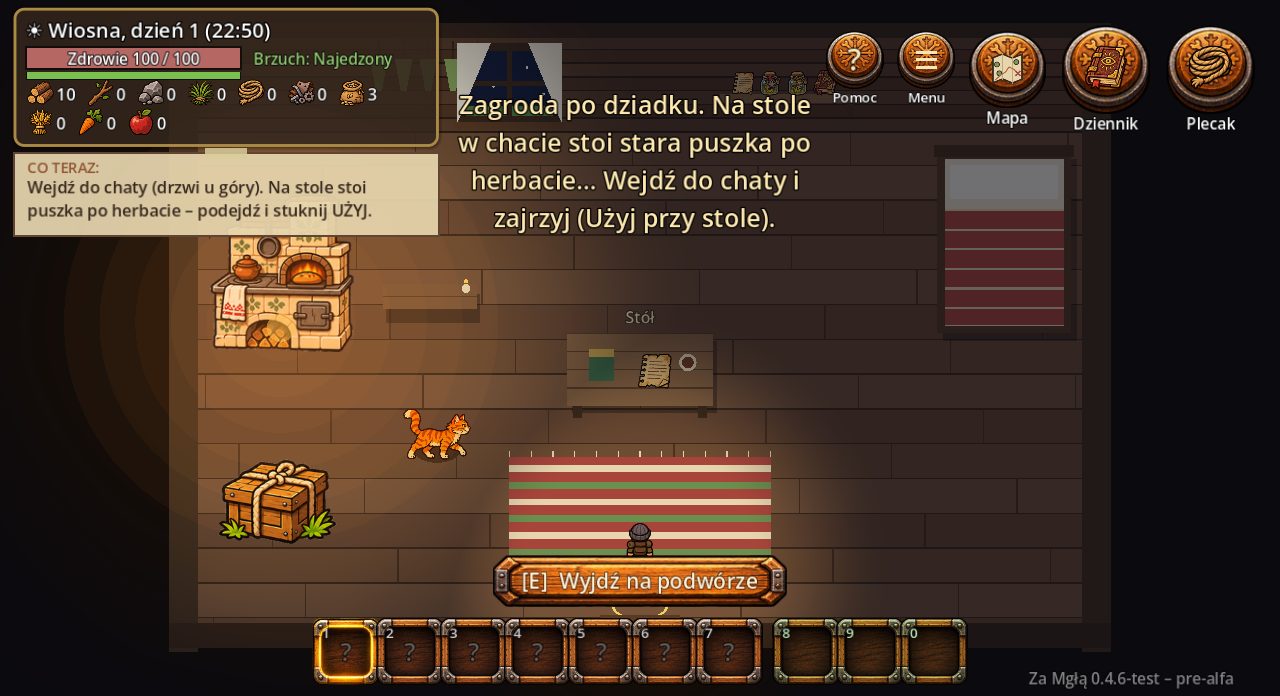 Wiosna, dzień 1 (22:50)
Zdrowie 100 / 100
Brzuch: Najedzony
10 0 0 0 0 0 3
0 0 0
CO TERAZ:
Wejdź do chaty (drzwi u góry). Na stole stoi
puszka po herbacie – podejdź i stuknij UŻYJ.
Zagroda po dziadku. Na stole
w chacie stoi stara puszka po
herbacie... Wejdź do chaty i
zajrzyj (Użyj przy stole).
?
Pomoc
Menu
Mapa
Dziennik
Plecak
Stół
[E] Wyjdź na podwórze
1 2 3 4 5 6 7 8 9 0
? ? ? ? ? ? ?
Za Mgłą 0.4.6-test – pre-alfa